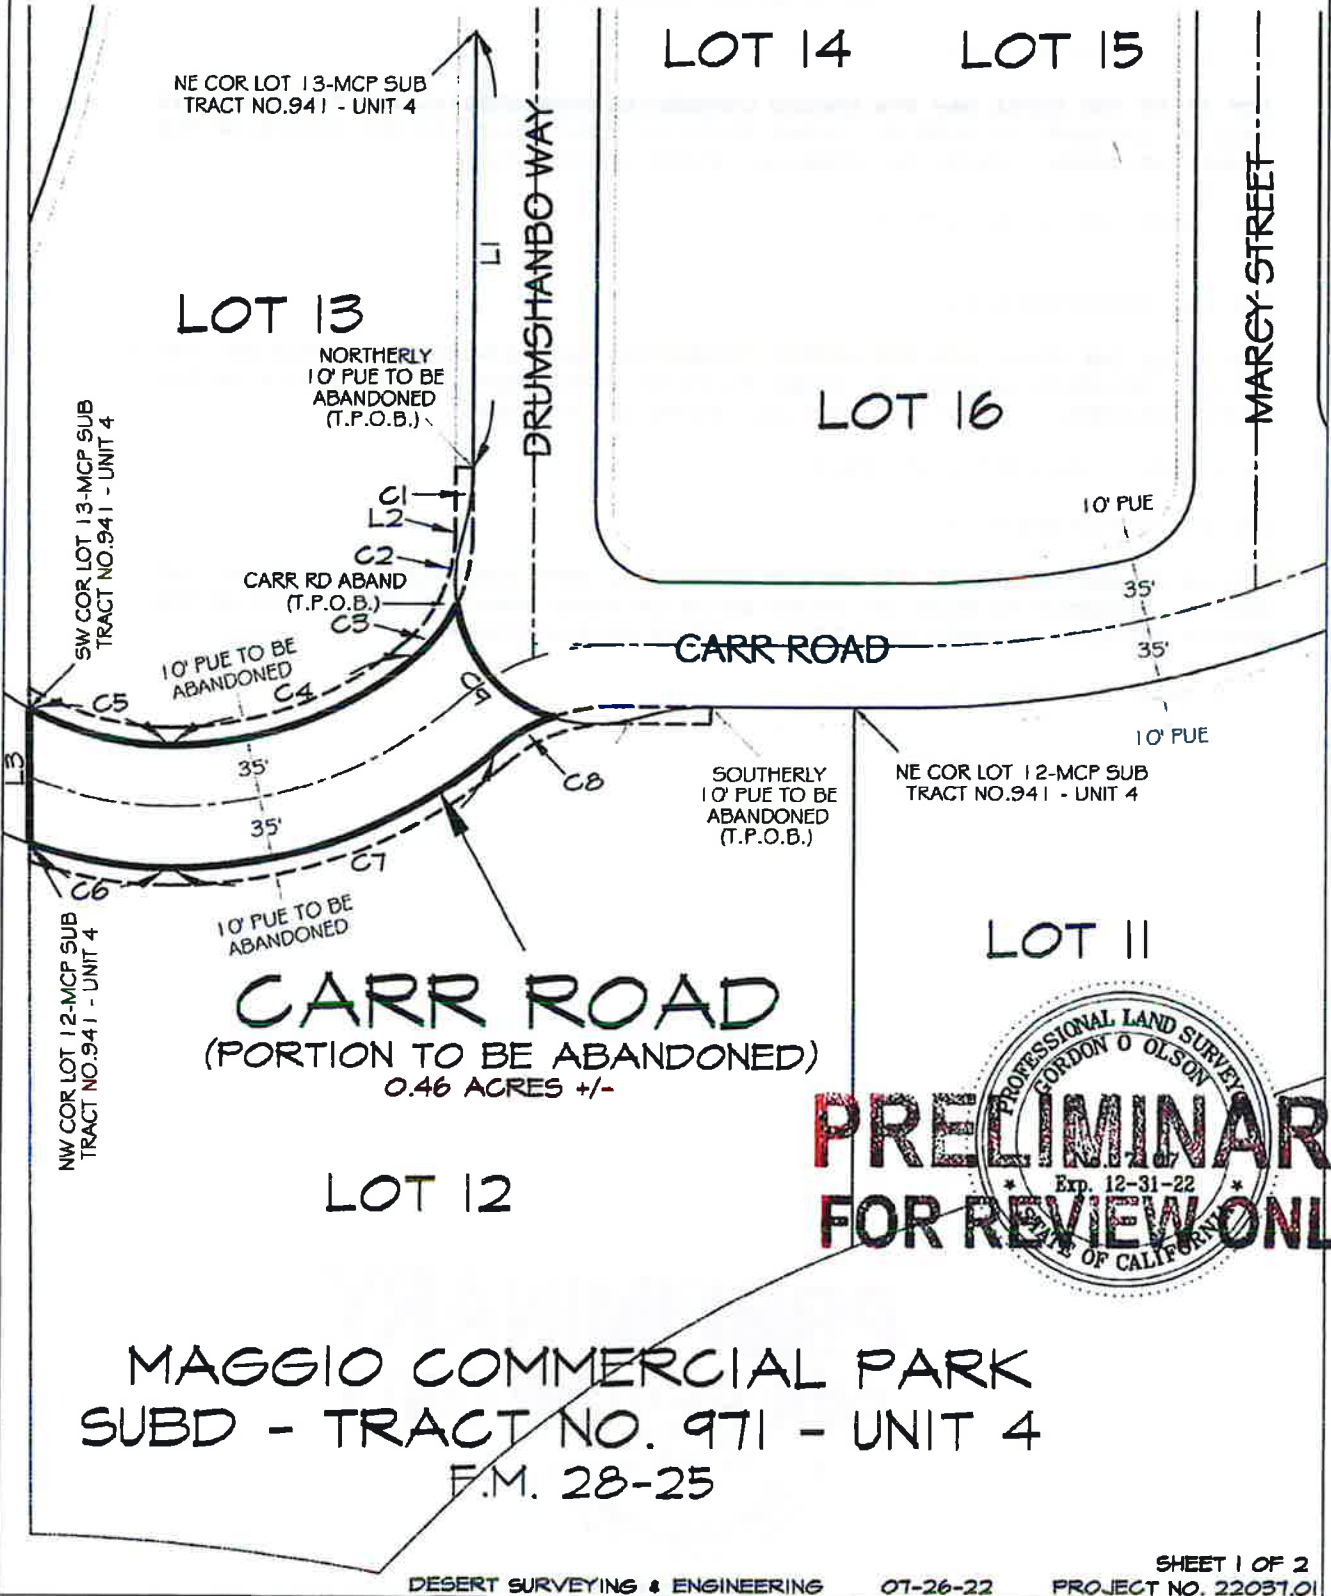 LOT 14
LOT 15
NE COR LOT 13-MCP SUB
TRACT NO.941 - UNIT 4
DRUMSHANBO WAY
MARCY STREET
L1
LOT 13
NORTHERLY
10' PUE TO BE
ABANDONED
(T.P.O.B.)
LOT 16
SW COR LOT 13-MCP SUB
TRACT NO.941 - UNIT 4
C1
L2
C2
10' PUE
CARR RD ABAND
(T.P.O.B.)
C3
35'
35'
CARR ROAD
10' PUE TO BE
ABANDONED
C4
C5
C9
10' PUE
L3
35'
35'
C8
SOUTHERLY
10' PUE TO BE
ABANDONED
(T.P.O.B.)
NE COR LOT 12-MCP SUB
TRACT NO.941 - UNIT 4
C7
C6
10' PUE TO BE
ABANDONED
NW COR LOT 12-MCP SUB
TRACT NO.941 - UNIT 4
LOT 11
CARR ROAD
(PORTION TO BE ABANDONED)
0.46 ACRES +/-
PROFESSIONAL LAND SURVEY
GORDON O OLSON
PRELIMINAR
Exp. 12-31-22
FOR REVIEW ONL
STATE OF CALIFORNIA
LOT 12
MAGGIO COMMERCIAL PARK
SUBD - TRACT NO. 971 - UNIT 4
F.M. 28-25
SHEET 1 OF 2
DESERT SURVEYING & ENGINEERING 07-26-22 PROJECT NO. 22037.01